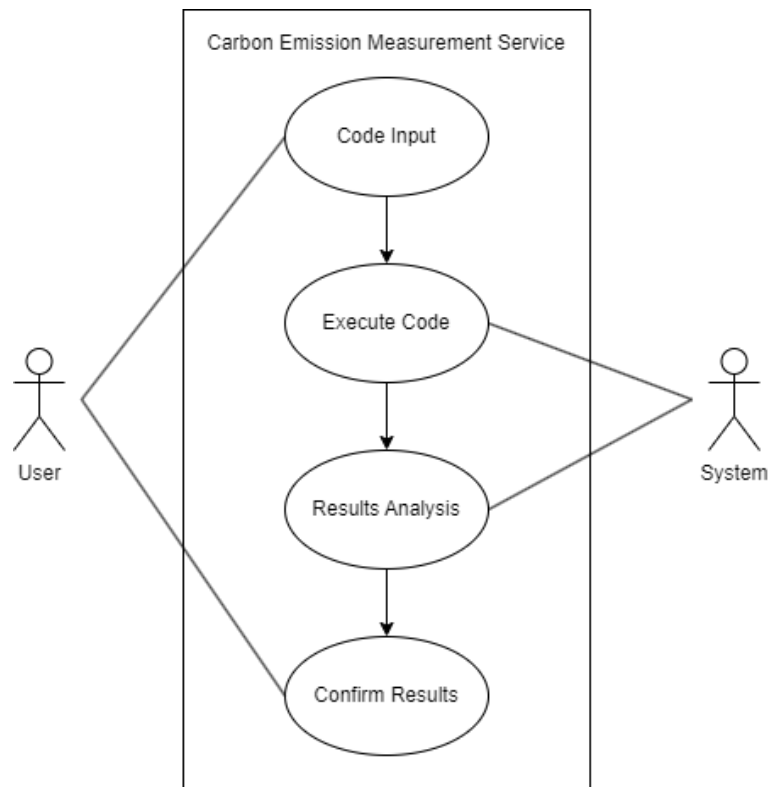 Carbon Emission Measurement Service
Code Input
Execute Code
User
System
Results Analysis
Confirm Results